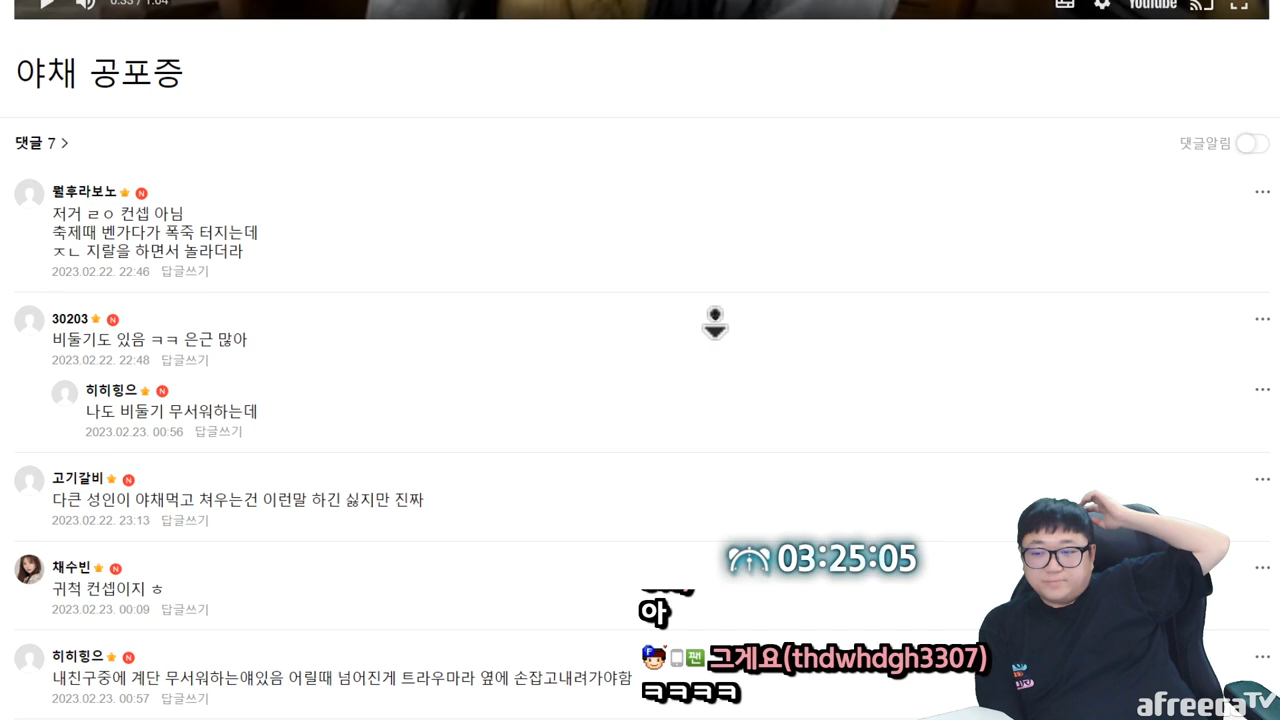 0:33 / 1:04
YouTube
야채 공포증
댓글 7 >
댓글알림
뭘후라보노 N
저거 ㄹㅇ 컨셉 아님
축제때 벤가다가 폭죽 터지는데
ㅈㄴ 지랄을 하면서 놀라더라
2023.02.22. 22:46 답글쓰기
30203 N
비둘기도 있음 ㅋㅋ 은근 많아
2023.02.22. 22:48 답글쓰기
히히힝으 N
나도 비둘기 무서워하는데
2023.02.23. 00:56 답글쓰기
고기갈비 N
다큰 성인이 야채먹고 쳐우는건 이런말 하긴 싫지만 진짜
2023.02.22. 23:13 답글쓰기
03:25:05
채수빈 N
귀척 컨셉이지 ㅎ
2023.02.23. 00:09 답글쓰기
아
히히힝으 N
F 팬 그게요(thdwhdgh3307)
내친구중에 계단 무서워하는얘있음 어릴때 넘어진게 트라우마라 옆에 손잡고내려가야함
ㅋㅋㅋㅋ
2023.02.23. 00:57 답글쓰기
afreecaTV